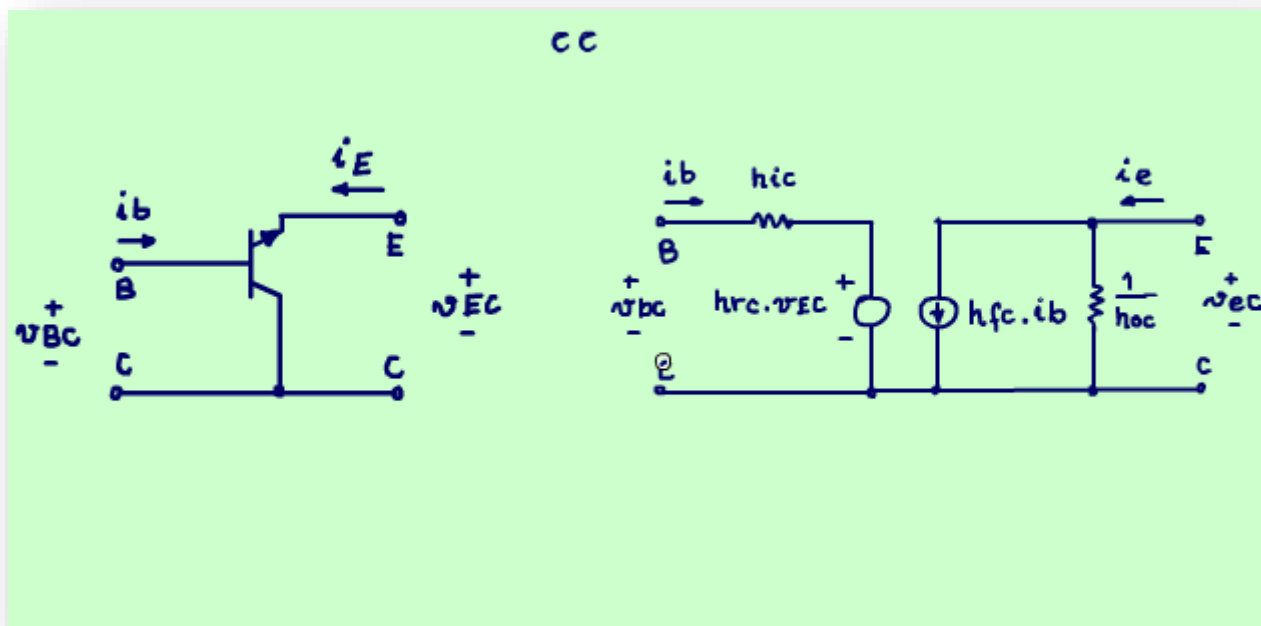 cc
iE
ib
B
E
+
vBC
-
+
vEC
-
C
C
ib
hic
ie
B
E
+
vbc
-
hrc.vEC
+
-
hfc.ib
1
hoc
+
vec
-
C